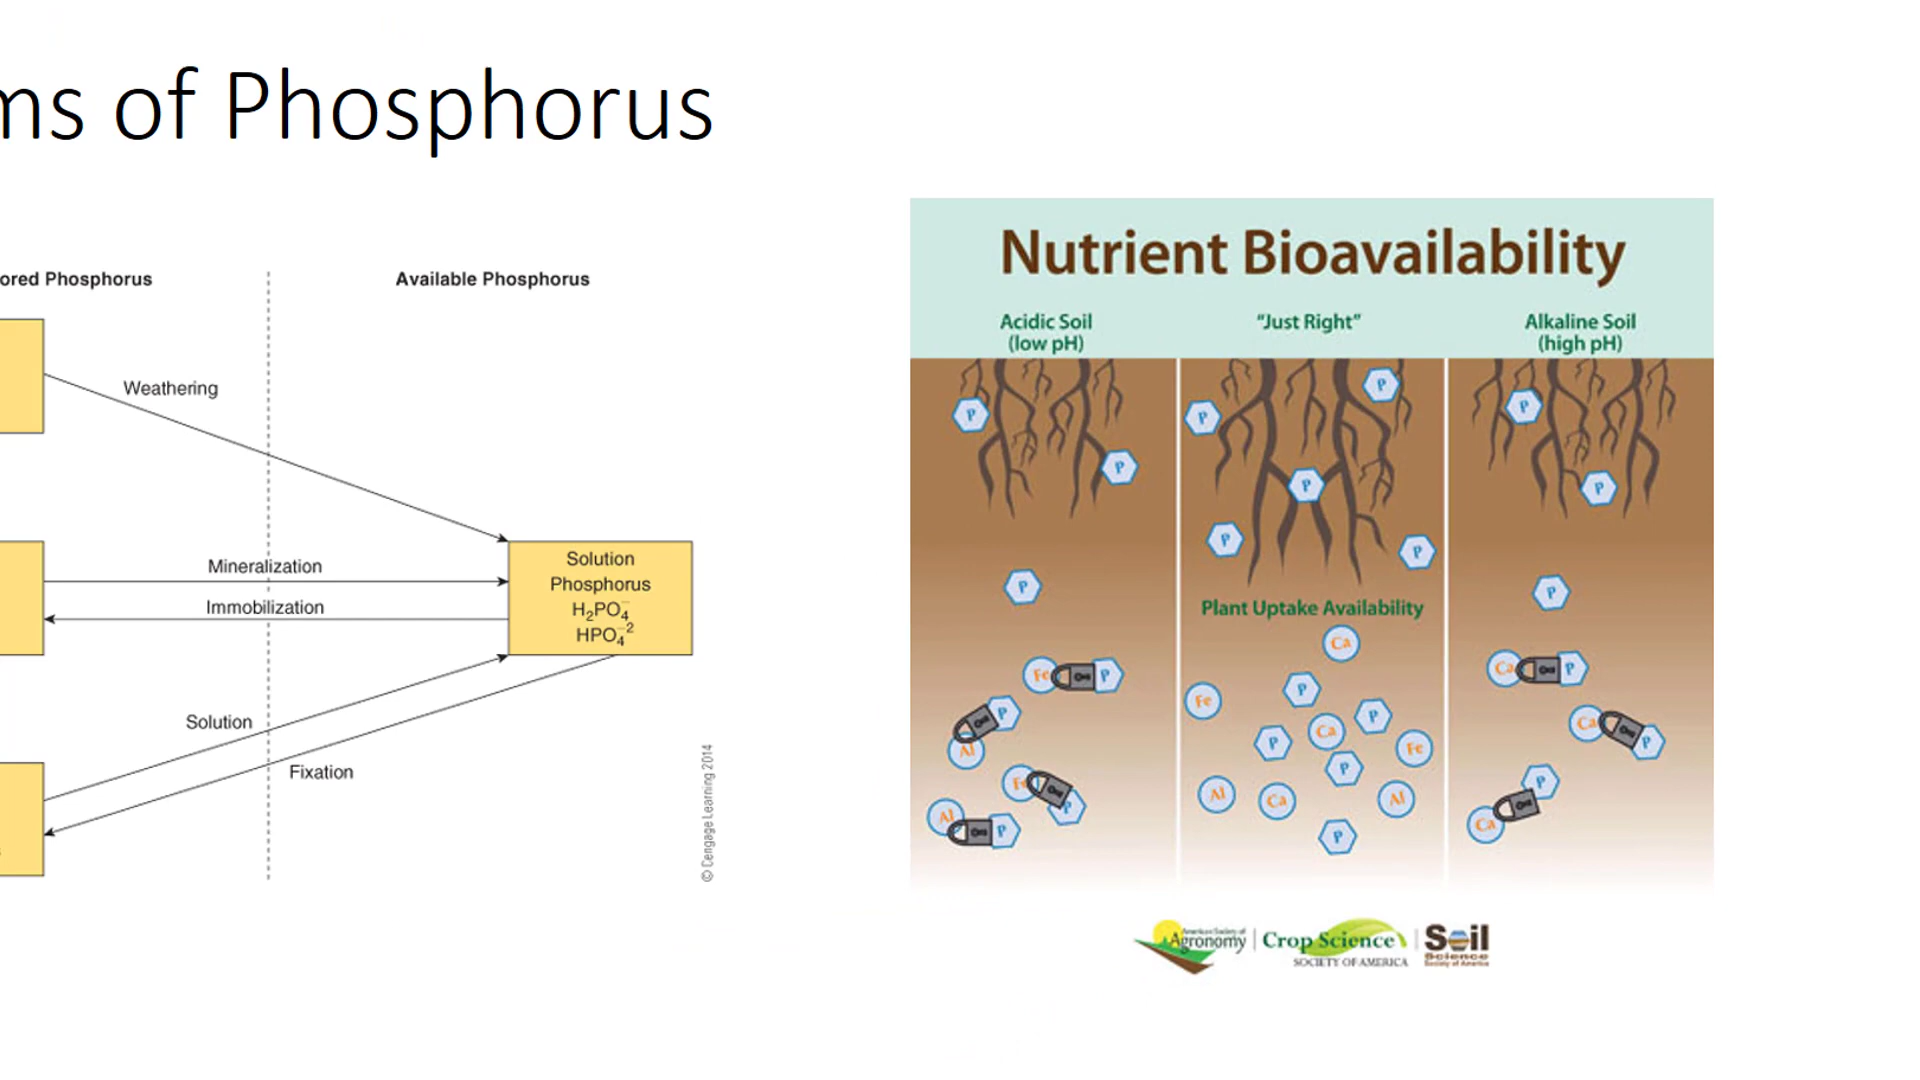 ms of Phosphorus
ored Phosphorus
Available Phosphorus
Weathering
Mineralization
Immobilization
Solution
Phosphorus
H₂PO₄⁻
HPO₄⁻²
Solution
Fixation
© Cengage Learning 2014
Nutrient Bioavailability
Acidic Soil
(low pH)
"Just Right"
Alkaline Soil
(high pH)
P
P
P
Fe P
P
Al
Fe P
Al P
P
P
P
P
P
Plant Uptake Availability
Ca
P
Fe
P
Ca
P
Fe
P
Al
Ca
Al
P
P
P
P
Ca P
Ca P
P
Ca
American Society of
Agronomy
Crop Science
SOCIETY OF AMERICA
Soil
Science
Society of America